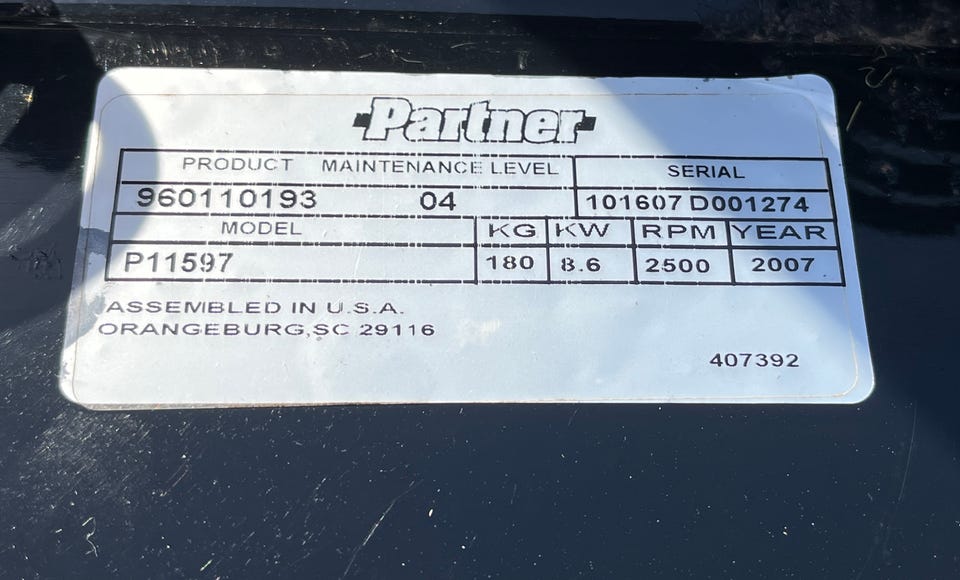 Partner
PRODUCT MAINTENANCE LEVEL SERIAL
960110193 04 101607 D001274
MODEL KG KW RPM YEAR
P11597 180 8.6 2500 2007
ASSEMBLED IN U.S.A.
ORANGEBURG,SC 29116
407392